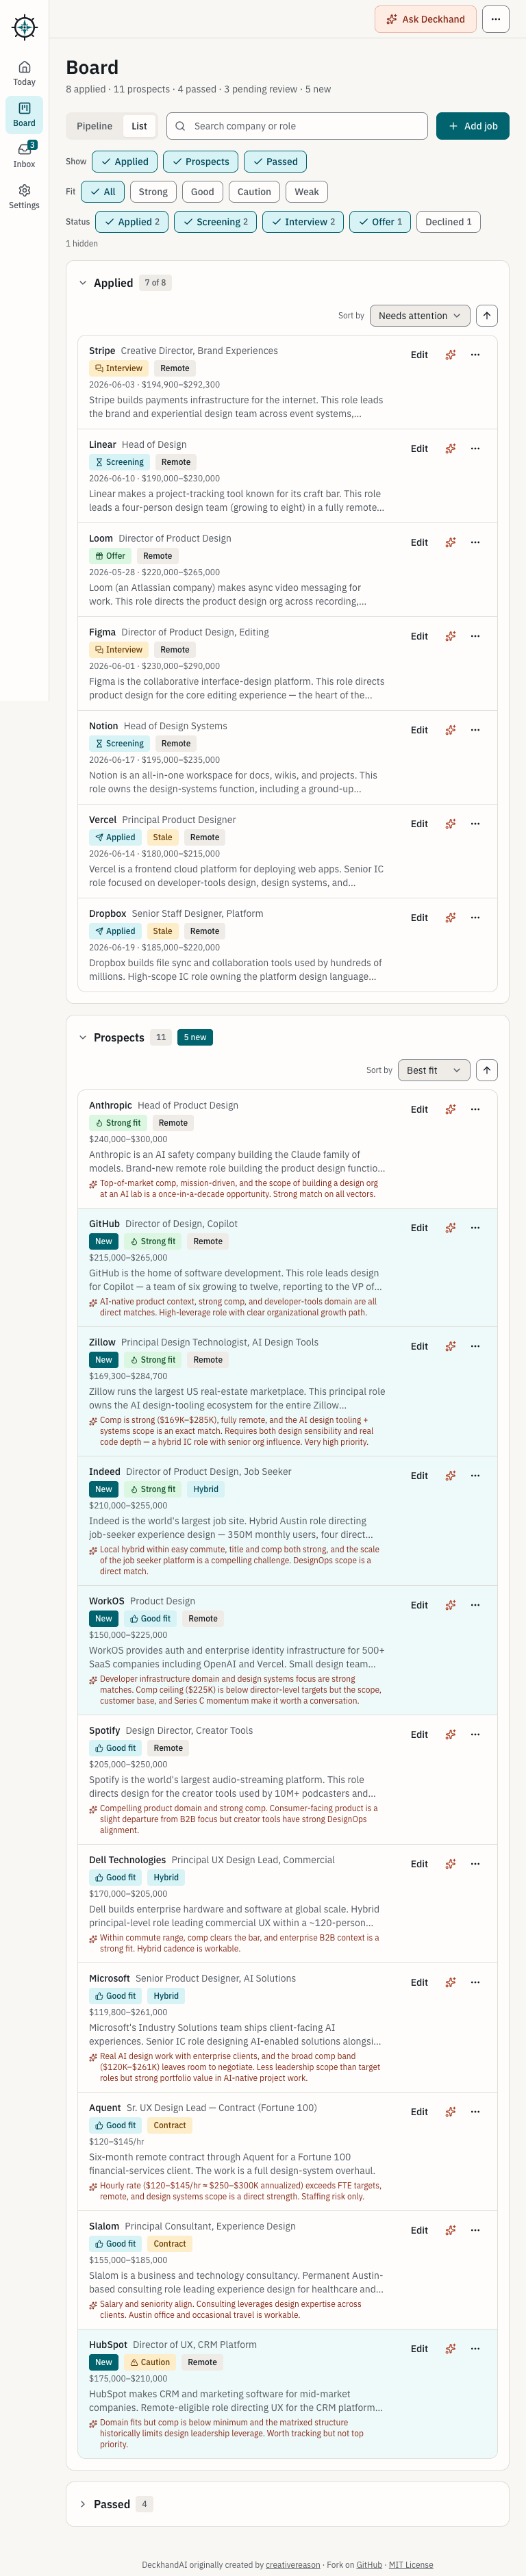 Ask Deckhand
Today
Board
Inbox
3
Settings
Board
8 applied · 11 prospects · 4 passed · 3 pending review · 5 new
Pipeline
List
Search company or role
Add job
Show
Applied
Prospects
Passed
Fit
All
Strong
Good
Caution
Weak
Status
Applied 2
Screening 2
Interview 2
Offer 1
Declined 1
1 hidden
Applied
7 of 8
Sort by
Needs attention
Stripe Creative Director, Brand Experiences
Edit
Interview
Remote
2026-06-03 · $194,900–$292,300
Stripe builds payments infrastructure for the internet. This role leads
the brand and experiential design team across event systems,...
Linear Head of Design
Edit
Screening
Remote
2026-06-10 · $190,000–$230,000
Linear makes a project-tracking tool known for its craft bar. This role
leads a four-person design team (growing to eight) in a fully remote...
Loom Director of Product Design
Edit
Offer
Remote
2026-05-28 · $220,000–$265,000
Loom (an Atlassian company) makes async video messaging for
work. This role directs the product design org across recording,...
Figma Director of Product Design, Editing
Edit
Interview
Remote
2026-06-01 · $230,000–$290,000
Figma is the collaborative interface-design platform. This role directs
product design for the core editing experience — the heart of the...
Notion Head of Design Systems
Edit
Screening
Remote
2026-06-17 · $195,000–$235,000
Notion is an all-in-one workspace for docs, wikis, and projects. This
role owns the design-systems function, including a ground-up...
Vercel Principal Product Designer
Edit
Applied
Stale
Remote
2026-06-14 · $180,000–$215,000
Vercel is a frontend cloud platform for deploying web apps. Senior IC
role focused on developer-tools design, design systems, and...
Dropbox Senior Staff Designer, Platform
Edit
Applied
Stale
Remote
2026-06-19 · $185,000–$220,000
Dropbox builds file sync and collaboration tools used by hundreds of
millions. High-scope IC role owning the platform design language...
Prospects
11
5 new
Sort by
Best fit
Anthropic Head of Product Design
Edit
Strong fit
Remote
$240,000–$300,000
Anthropic is an AI safety company building the Claude family of
models. Brand-new remote role building the product design functio...
Top-of-market comp, mission-driven, and the scope of building a design org
at an AI lab is a once-in-a-decade opportunity. Strong match on all vectors.
GitHub Director of Design, Copilot
Edit
New
Strong fit
Remote
$215,000–$265,000
GitHub is the home of software development. This role leads design
for Copilot — a team of six growing to twelve, reporting to the VP of...
AI-native product context, strong comp, and developer-tools domain are all
direct matches. High-leverage role with clear organizational growth path.
Zillow Principal Design Technologist, AI Design Tools
Edit
New
Strong fit
Remote
$169,300–$284,700
Zillow runs the largest US real-estate marketplace. This principal role
owns the AI design-tooling ecosystem for the entire Zillow...
Comp is strong ($169K–$285K), fully remote, and the AI design tooling +
systems scope is an exact match. Requires both design sensibility and real
code depth — a hybrid IC role with senior org influence. Very high priority.
Indeed Director of Product Design, Job Seeker
Edit
New
Strong fit
Hybrid
$210,000–$255,000
Indeed is the world's largest job site. Hybrid Austin role directing
job-seeker experience design — 350M monthly users, four direct...
Local hybrid within easy commute, title and comp both strong, and the scale
of the job seeker platform is a compelling challenge. DesignOps scope is a
direct match.
WorkOS Product Design
Edit
New
Good fit
Remote
$150,000–$225,000
WorkOS provides auth and enterprise identity infrastructure for 500+
SaaS companies including OpenAI and Vercel. Small design team...
Developer infrastructure domain and design systems focus are strong
matches. Comp ceiling ($225K) is below director-level targets but the scope,
customer base, and Series C momentum make it worth a conversation.
Spotify Design Director, Creator Tools
Edit
Good fit
Remote
$205,000–$250,000
Spotify is the world's largest audio-streaming platform. This role
directs design for the creator tools used by 10M+ podcasters and...
Compelling product domain and strong comp. Consumer-facing product is a
slight departure from B2B focus but creator tools have strong DesignOps
alignment.
Dell Technologies Principal UX Design Lead, Commercial
Edit
Good fit
Hybrid
$170,000–$205,000
Dell builds enterprise hardware and software at global scale. Hybrid
principal-level role leading commercial UX within a ~120-person...
Within commute range, comp clears the bar, and enterprise B2B context is a
strong fit. Hybrid cadence is workable.
Microsoft Senior Product Designer, AI Solutions
Edit
Good fit
Hybrid
$119,800–$261,000
Microsoft's Industry Solutions team ships client-facing AI
experiences. Senior IC role designing AI-enabled solutions alongsi...
Real AI design work with enterprise clients, and the broad comp band
($120K–$261K) leaves room to negotiate. Less leadership scope than target
roles but strong portfolio value in AI-native project work.
Aquent Sr. UX Design Lead — Contract (Fortune 100)
Edit
Good fit
Contract
$120–$145/hr
Six-month remote contract through Aquent for a Fortune 100
financial-services client. The work is a full design-system overhaul.
Hourly rate ($120–$145/hr ≈ $250–$300K annualized) exceeds FTE targets,
remote, and design systems scope is a direct strength. Staffing risk only.
Slalom Principal Consultant, Experience Design
Edit
Good fit
Contract
$155,000–$185,000
Slalom is a business and technology consultancy. Permanent Austin-
based consulting role leading experience design for healthcare and...
Salary and seniority align. Consulting leverages design expertise across
clients. Austin office and occasional travel is workable.
HubSpot Director of UX, CRM Platform
Edit
New
Caution
Remote
$175,000–$210,000
HubSpot makes CRM and marketing software for mid-market
companies. Remote-eligible role directing UX for the CRM platform...
Domain fits but comp is below minimum and the matrixed structure
historically limits design leadership leverage. Worth tracking but not top
priority.
Passed
4
DeckhandAI originally created by creativereason · Fork on GitHub · MIT License